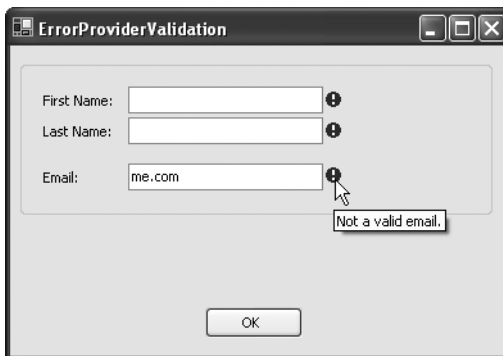 ErrorProviderValidation
First Name:
Last Name:
Email: me.com
Not a valid email.
OK